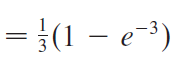 = ⅓(1 − e⁻³)